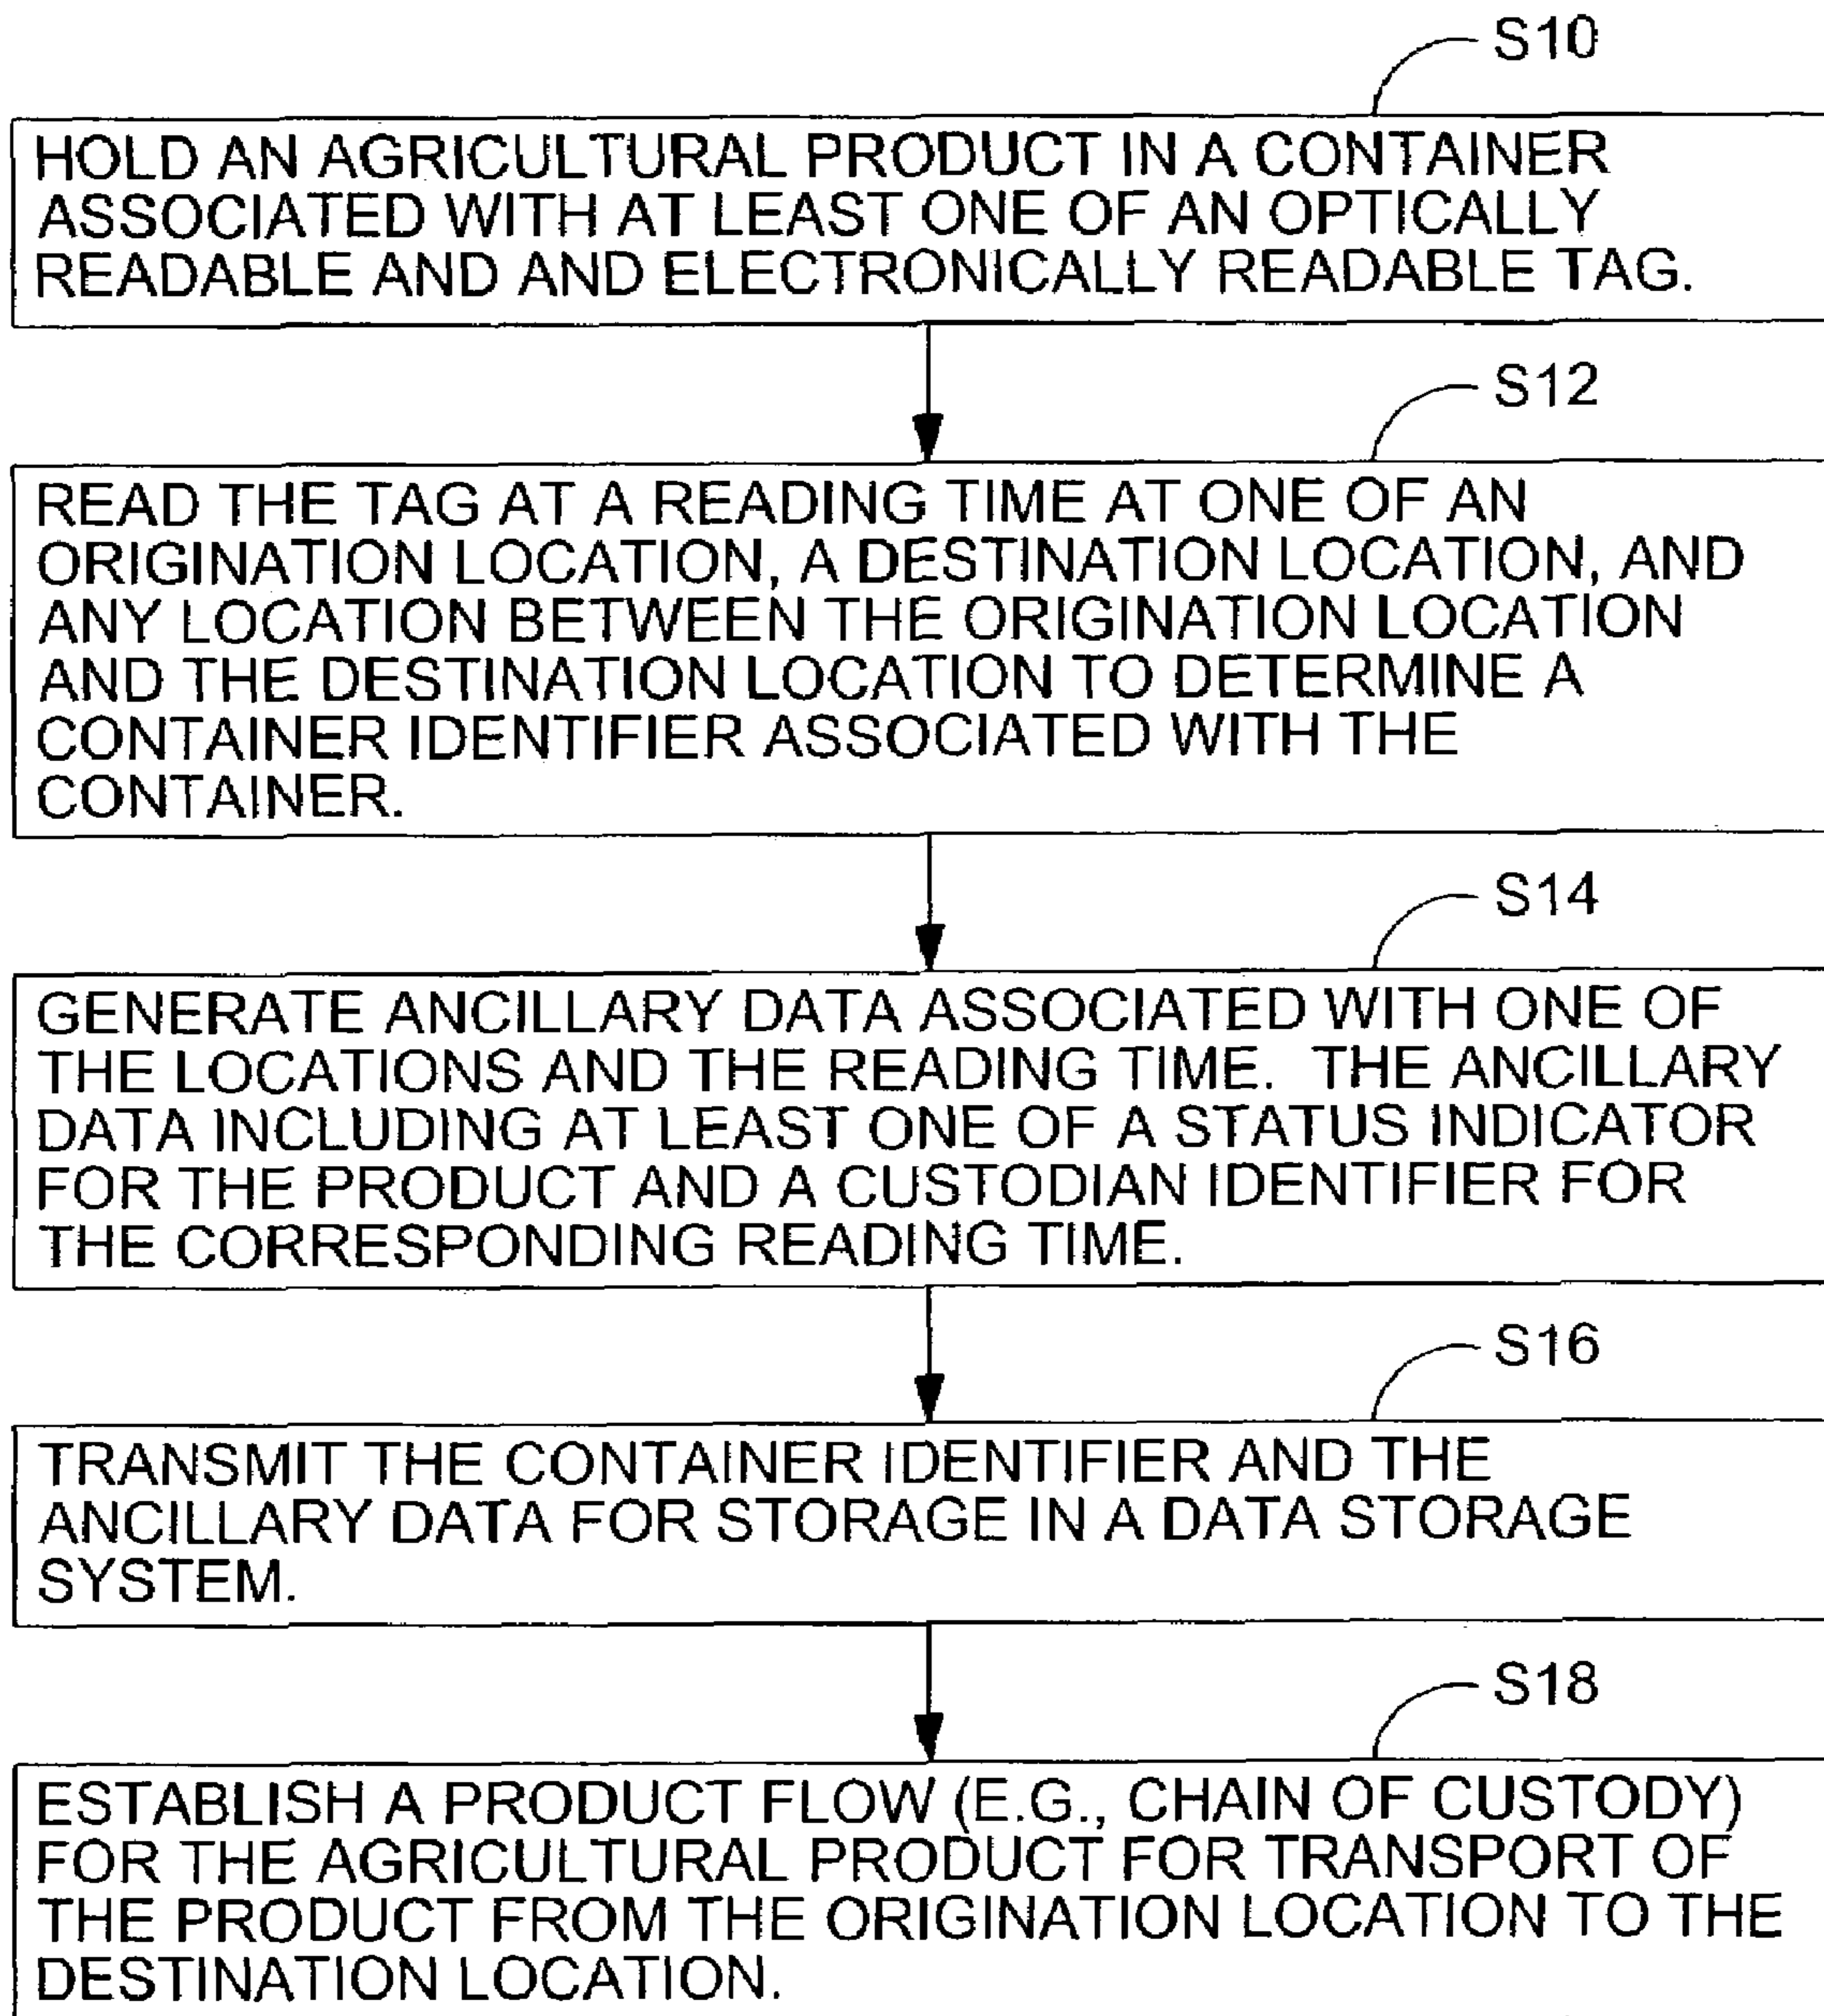 S10
HOLD AN AGRICULTURAL PRODUCT IN A CONTAINER
ASSOCIATED WITH AT LEAST ONE OF AN OPTICALLY
READABLE AND AND ELECTRONICALLY READABLE TAG.
S12
READ THE TAG AT A READING TIME AT ONE OF AN
ORIGINATION LOCATION, A DESTINATION LOCATION, AND
ANY LOCATION BETWEEN THE ORIGINATION LOCATION
AND THE DESTINATION LOCATION TO DETERMINE A
CONTAINER IDENTIFIER ASSOCIATED WITH THE
CONTAINER.
S14
GENERATE ANCILLARY DATA ASSOCIATED WITH ONE OF
THE LOCATIONS AND THE READING TIME. THE ANCILLARY
DATA INCLUDING AT LEAST ONE OF A STATUS INDICATOR
FOR THE PRODUCT AND A CUSTODIAN IDENTIFIER FOR
THE CORRESPONDING READING TIME.
S16
TRANSMIT THE CONTAINER IDENTIFIER AND THE
ANCILLARY DATA FOR STORAGE IN A DATA STORAGE
SYSTEM.
S18
ESTABLISH A PRODUCT FLOW (E.G., CHAIN OF CUSTODY)
FOR THE AGRICULTURAL PRODUCT FOR TRANSPORT OF
THE PRODUCT FROM THE ORIGINATION LOCATION TO THE
DESTINATION LOCATION.